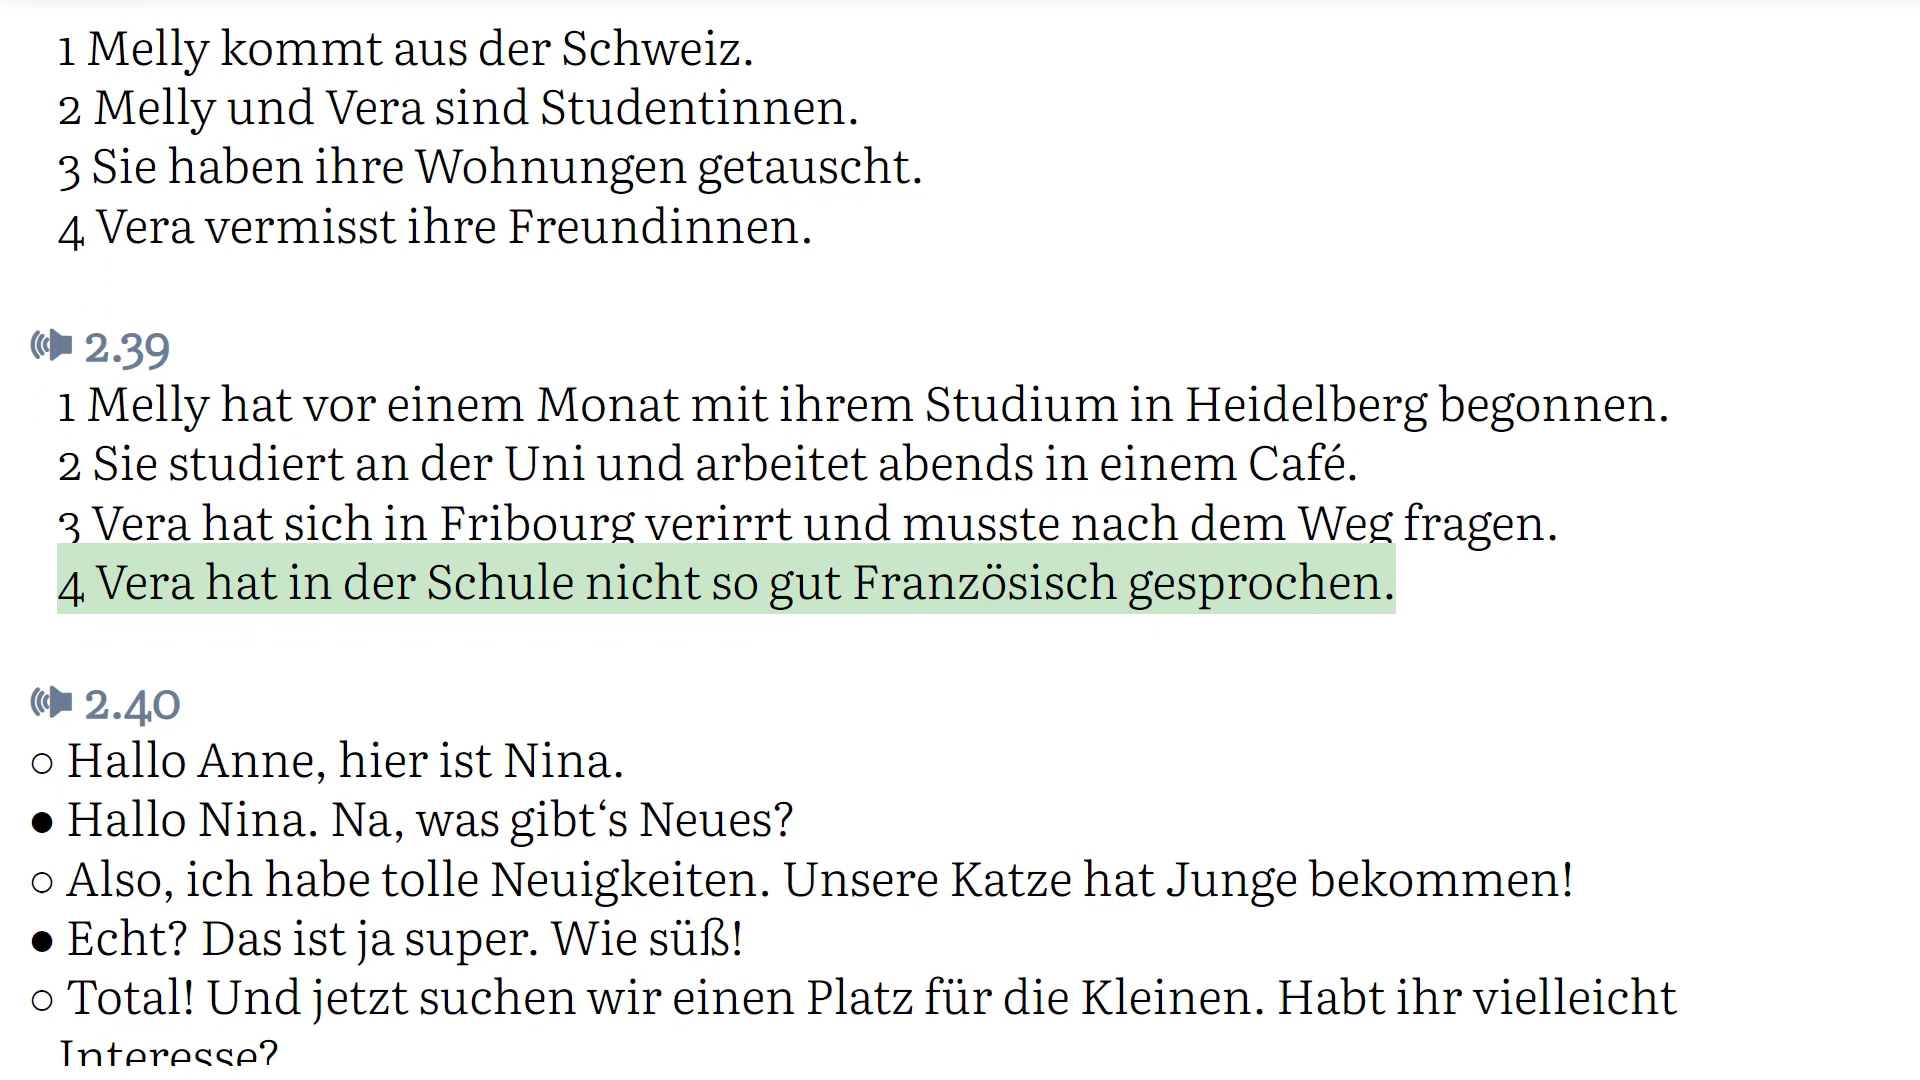 1 Melly kommt aus der Schweiz.
2 Melly und Vera sind Studentinnen.
3 Sie haben ihre Wohnungen getauscht.
4 Vera vermisst ihre Freundinnen.
2.39
1 Melly hat vor einem Monat mit ihrem Studium in Heidelberg begonnen.
2 Sie studiert an der Uni und arbeitet abends in einem Café.
3 Vera hat sich in Fribourg verirrt und musste nach dem Weg fragen.
4 Vera hat in der Schule nicht so gut Französisch gesprochen.
2.40
○ Hallo Anne, hier ist Nina.
● Hallo Nina. Na, was gibt‘s Neues?
○ Also, ich habe tolle Neuigkeiten. Unsere Katze hat Junge bekommen!
● Echt? Das ist ja super. Wie süß!
○ Total! Und jetzt suchen wir einen Platz für die Kleinen. Habt ihr vielleicht
Interesse?